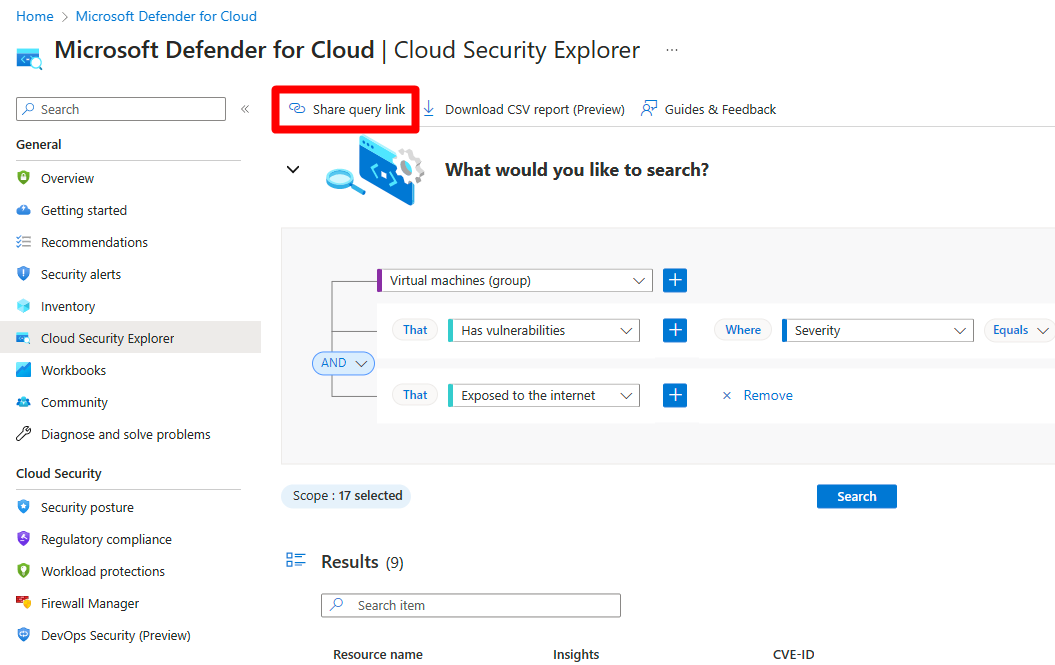 Home > Microsoft Defender for Cloud
Microsoft Defender for Cloud | Cloud Security Explorer ...
Search
«
Share query link
Download CSV report (Preview)
Guides & Feedback
General
Overview
Getting started
Recommendations
Security alerts
Inventory
Cloud Security Explorer
Workbooks
Community
Diagnose and solve problems
Cloud Security
Security posture
Regulatory compliance
Workload protections
Firewall Manager
DevOps Security (Preview)
What would you like to search?
Virtual machines (group)
That Has vulnerabilities + Where Severity Equals
AND
That Exposed to the internet + × Remove
Scope : 17 selected
Search
Results (9)
Search item
Resource name Insights CVE-ID